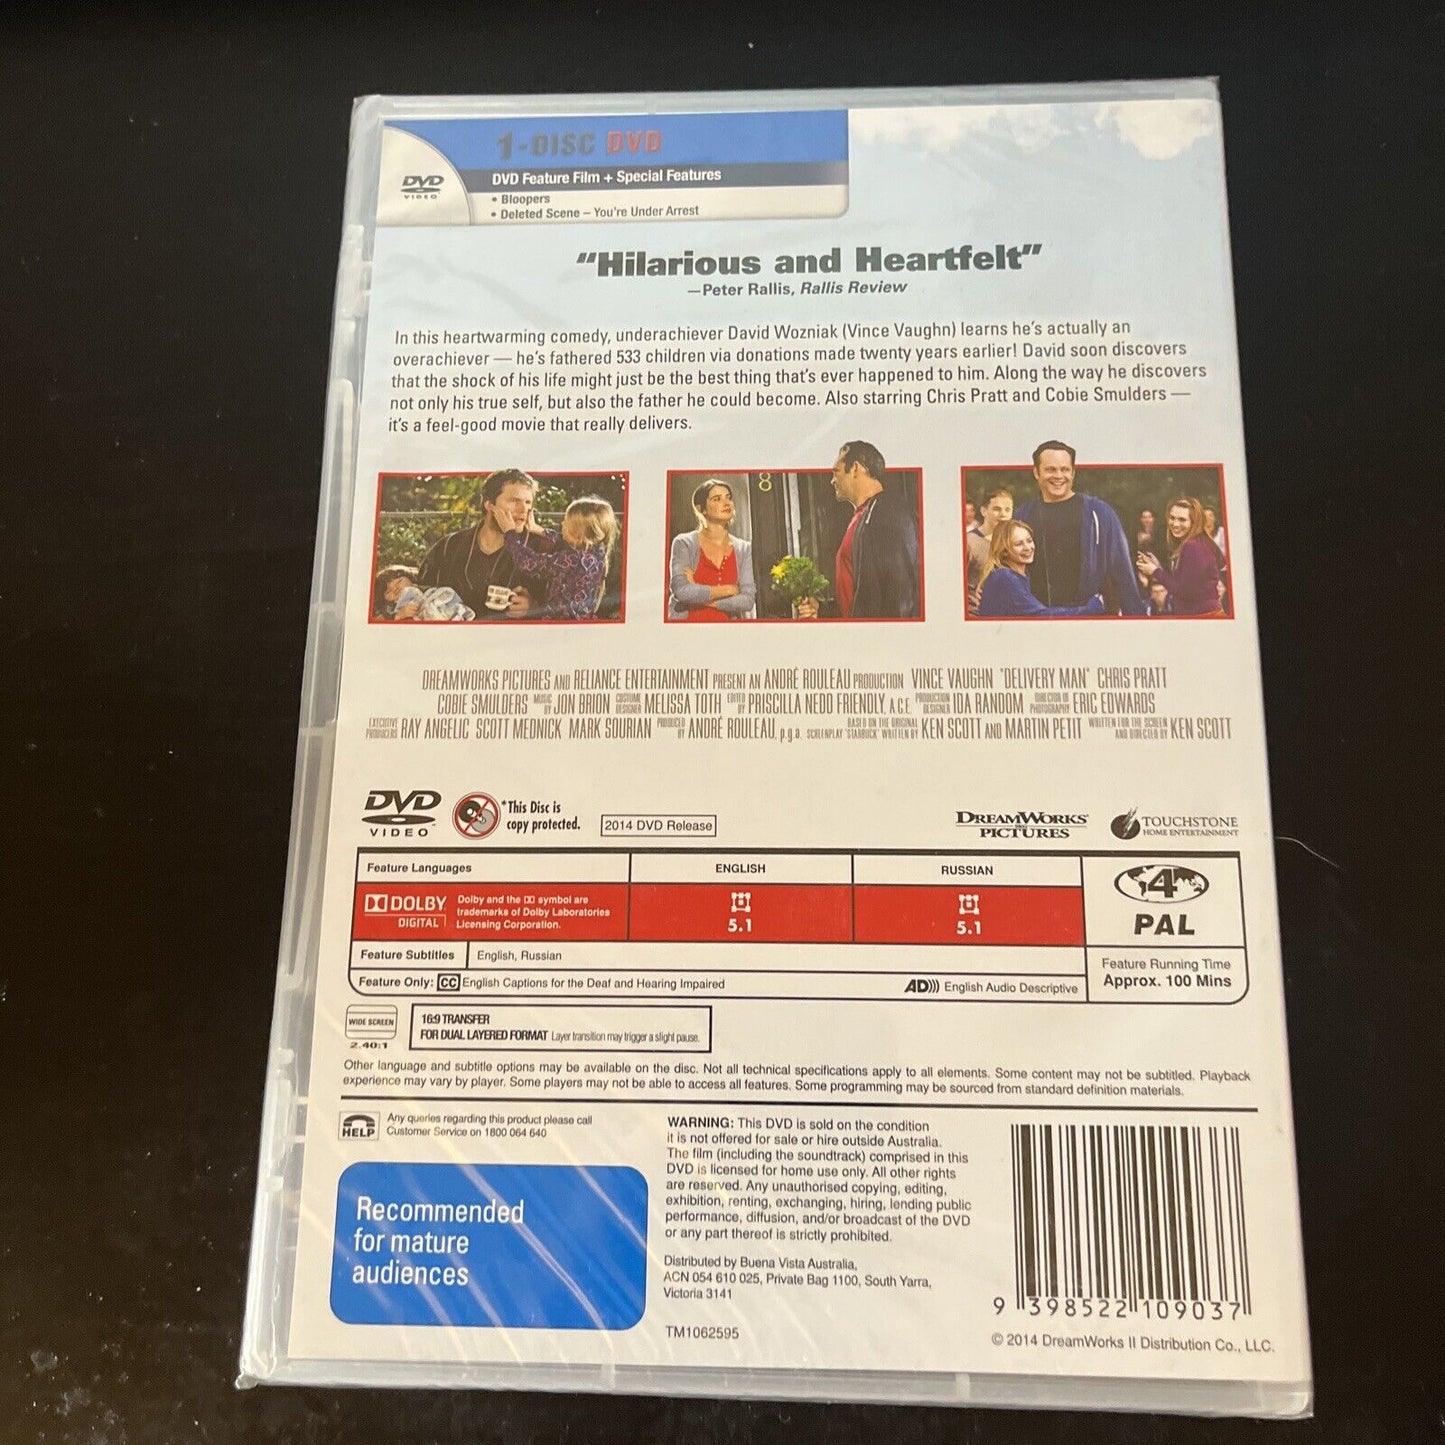 1-DISC DVD
DVD
VIDEO
DVD Feature Film + Special Features
• Bloopers
• Deleted Scene – You're Under Arrest
"Hilarious and Heartfelt"
—Peter Rallis, Rallis Review
In this heartwarming comedy, underachiever David Wozniak (Vince Vaughn) learns he's actually an
overachiever — he's fathered 533 children via donations made twenty years earlier! David soon discovers
that the shock of his life might just be the best thing that's ever happened to him. Along the way he discovers
not only his true self, but also the father he could become. Also starring Chris Pratt and Cobie Smulders —
it's a feel-good movie that really delivers.
8
DREAMWORKS PICTURES AND RELIANCE ENTERTAINMENT PRESENT AN ANDRÉ ROULEAU PRODUCTION VINCE VAUGHN "DELIVERY MAN" CHRIS PRATT
COBIE SMULDERS MUSIC BY JON BRION COSTUME DESIGNER MELISSA TOTH EDITED BY PRISCILLA NEDD FRIENDLY, A.C.E. PRODUCTION DESIGNER IDA RANDOM DIRECTOR OF PHOTOGRAPHY ERIC EDWARDS
EXECUTIVE PRODUCERS RAY ANGELIC SCOTT MEDNICK MARK SOURIAN PRODUCED BY ANDRÉ ROULEAU, p.g.a. BASED ON THE ORIGINAL SCREENPLAY "STARBUCK" WRITTEN BY KEN SCOTT AND MARTIN PETIT WRITTEN FOR THE SCREEN AND DIRECTED BY KEN SCOTT
DVD
VIDEO
*This Disc is
copy protected.
2014 DVD Release
DREAMWORKS
PICTURES
TOUCHSTONE
HOME ENTERTAINMENT
Feature Languages
ENGLISH
RUSSIAN
DOLBY
DIGITAL
Dolby and the DD symbol are
trademarks of Dolby Laboratories
Licensing Corporation.
5.1
5.1
4
PAL
Feature Subtitles
English, Russian
Feature Running Time
Approx. 100 Mins
Feature Only: CC English Captions for the Deaf and Hearing Impaired
AD))) English Audio Descriptive
WIDE SCREEN
2.40:1
16:9 TRANSFER
FOR DUAL LAYERED FORMAT Layer transition may trigger a slight pause.
Other language and subtitle options may be available on the disc. Not all technical specifications apply to all elements. Some content may not be subtitled. Playback
experience may vary by player. Some players may not be able to access all features. Some programming may be sourced from standard definition materials.
HELP
Any queries regarding this product please call
Customer Service on 1800 064 640
Recommended
for mature
audiences
WARNING: This DVD is sold on the condition
it is not offered for sale or hire outside Australia.
The film (including the soundtrack) comprised in this
DVD is licensed for home use only. All other rights
are reserved. Any unauthorised copying, editing,
exhibition, renting, exchanging, hiring, lending public
performance, diffusion, and/or broadcast of the DVD
or any part thereof is strictly prohibited.
Distributed by Buena Vista Australia,
ACN 054 610 025, Private Bag 1100, South Yarra,
Victoria 3141
TM1062595
9 398522 109037
© 2014 DreamWorks II Distribution Co., LLC.